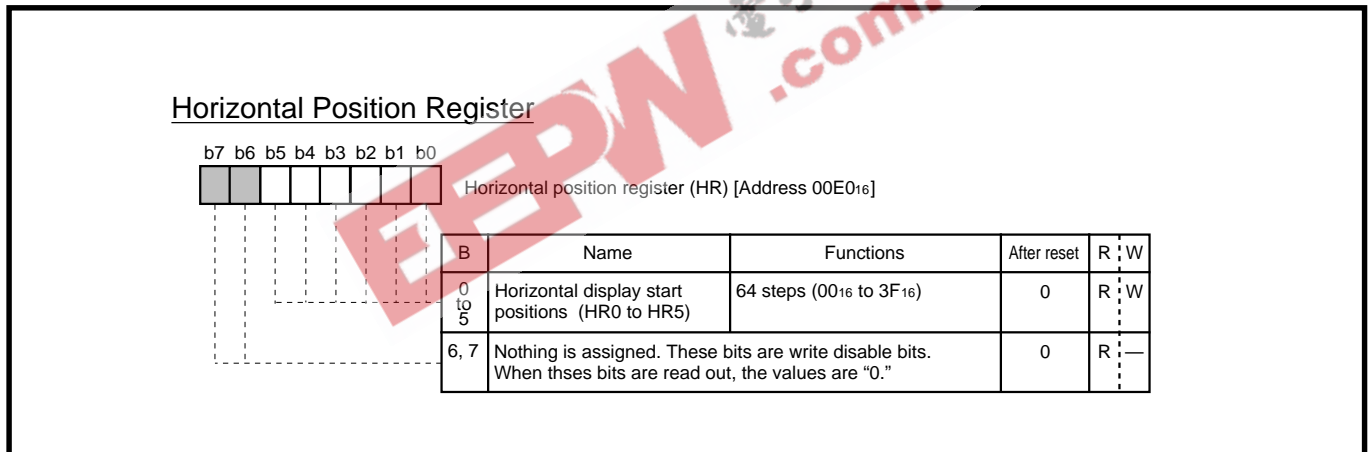 EEPW.com
Horizontal Position Register
b7 b6 b5 b4 b3 b2 b1 b0
Horizontal position register (HR) [Address 00E016]
B Name Functions After reset R W
0 to 5 Horizontal display start positions (HR0 to HR5) 64 steps (0016 to 3F16) 0 R W
6, 7 Nothing is assigned. These bits are write disable bits. 0 R —
When thses bits are read out, the values are “0.”